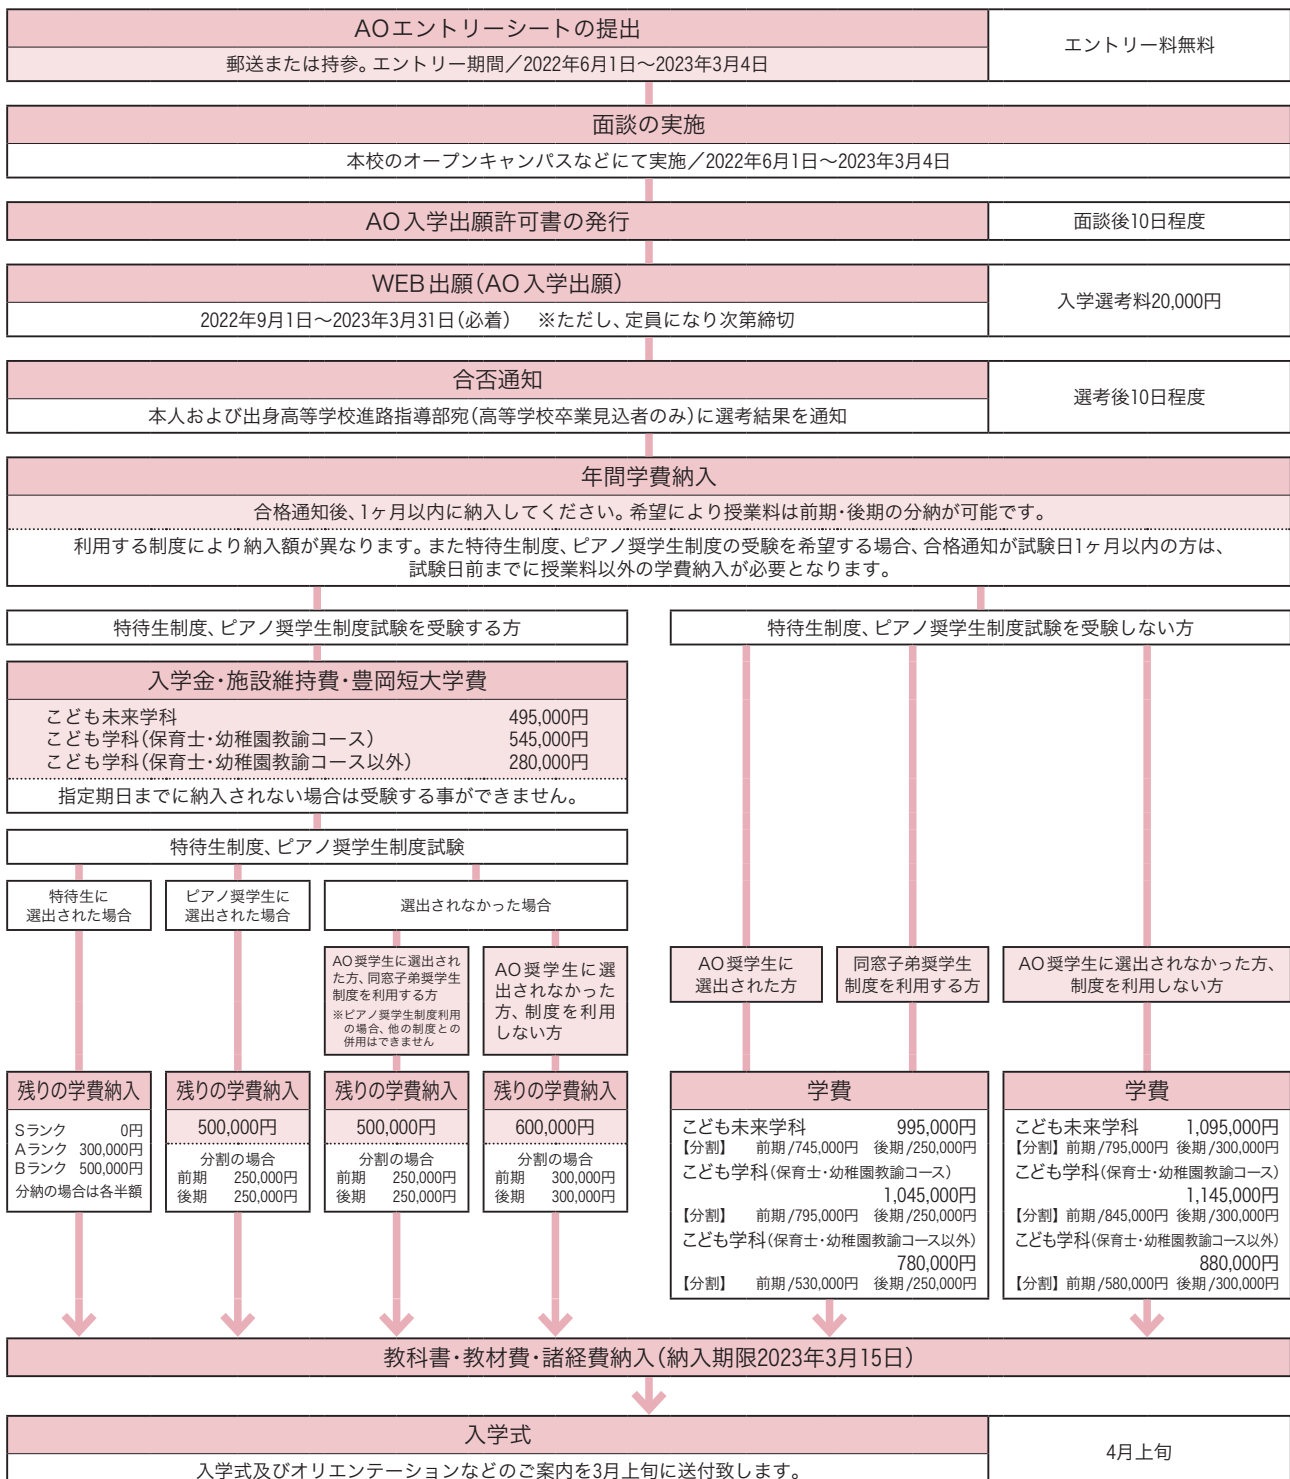 AOエントリーシートの提出
エントリー料無料
郵送または持参。エントリー期間／2022年6月1日～2023年3月4日
面談の実施
本校のオープンキャンパスなどにて実施／2022年6月1日～2023年3月4日
AO入学出願許可書の発行
面談後10日程度
WEB出願(AO入学出願)
入学選考料20,000円
2022年9月1日～2023年3月31日(必着)　※ただし、定員になり次第締切
合否通知
選考後10日程度
本人および出身高等学校進路指導部宛(高等学校卒業見込者のみ)に選考結果を通知
年間学費納入
合格通知後、1ヶ月以内に納入してください。希望により授業料は前期・後期の分納が可能です。
利用する制度により納入額が異なります。また特待生制度、ピアノ奨学生制度の受験を希望する場合、合格通知が試験日1ヶ月以内の方は、
試験日前までに授業料以外の学費納入が必要となります。
特待生制度、ピアノ奨学生制度試験を受験する方
特待生制度、ピアノ奨学生制度試験を受験しない方
入学金・施設維持費・豊岡短大学費
こども未来学科 495,000円
こども学科(保育士・幼稚園教諭コース) 545,000円
こども学科(保育士・幼稚園教諭コース以外) 280,000円
指定期日までに納入されない場合は受験する事ができません。
特待生制度、ピアノ奨学生制度試験
特待生に
選出された場合
ピアノ奨学生に
選出された場合
選出されなかった場合
AO奨学生に選出され
た方、同窓子弟奨学生
制度を利用する方
※ピアノ奨学生制度利用
の場合、他の制度との
併用はできません
AO奨学生に選
出されなかった
方、制度を利用
しない方
AO奨学生に
選出された方
同窓子弟奨学生
制度を利用する方
AO奨学生に選出されなかった方、
制度を利用しない方
残りの学費納入
Sランク 0円
Aランク 300,000円
Bランク 500,000円
分納の場合は各半額
残りの学費納入
500,000円
分割の場合
前期 250,000円
後期 250,000円
残りの学費納入
500,000円
分割の場合
前期 250,000円
後期 250,000円
残りの学費納入
600,000円
分割の場合
前期 300,000円
後期 300,000円
学費
こども未来学科 995,000円
【分割】 前期/745,000円 後期/250,000円
こども学科(保育士・幼稚園教諭コース)
1,045,000円
【分割】 前期/795,000円 後期/250,000円
こども学科(保育士・幼稚園教諭コース以外)
780,000円
【分割】 前期/530,000円 後期/250,000円
学費
こども未来学科 1,095,000円
【分割】前期/795,000円 後期/300,000円
こども学科(保育士・幼稚園教諭コース)
1,145,000円
【分割】前期/845,000円 後期/300,000円
こども学科(保育士・幼稚園教諭コース以外)
880,000円
【分割】前期/580,000円 後期/300,000円
教科書・教材費・諸経費納入(納入期限2023年3月15日)
入学式
4月上旬
入学式及びオリエンテーションなどのご案内を3月上旬に送付致します。